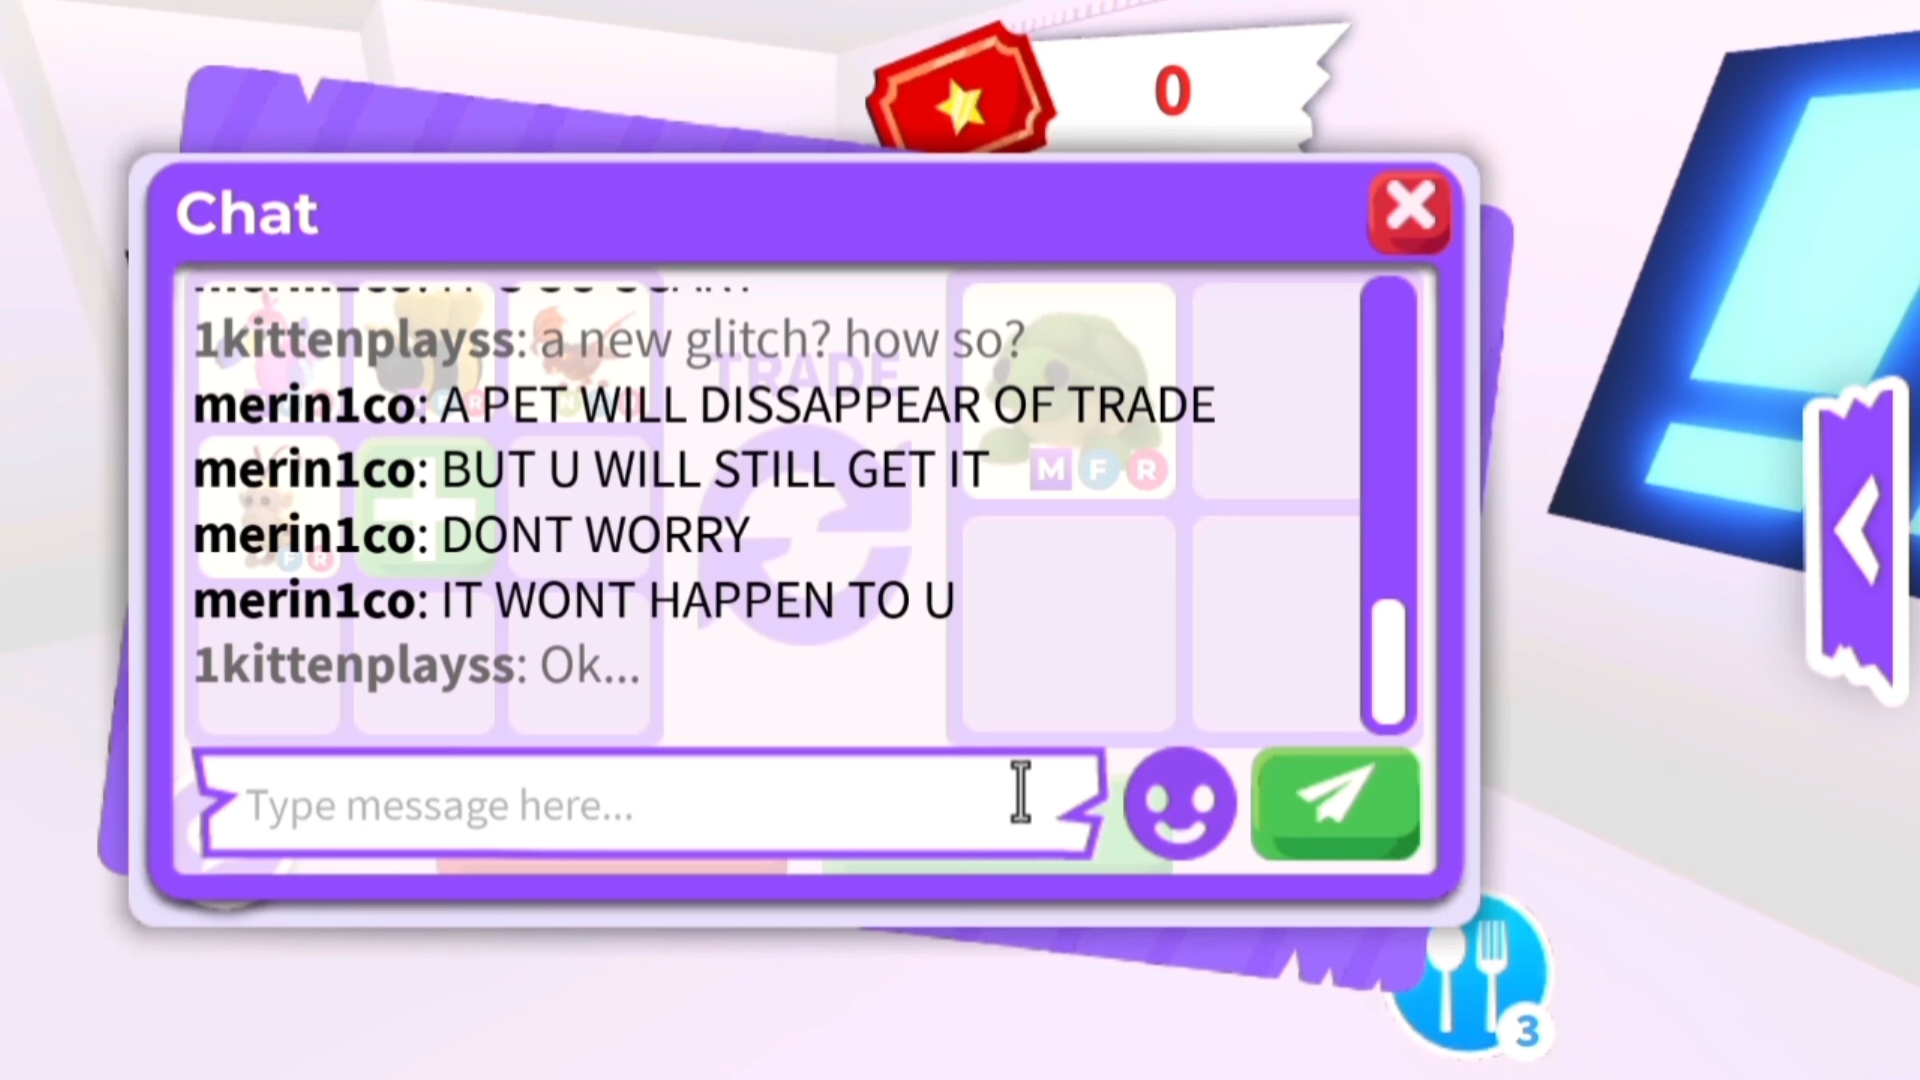 0
Chat
1kittenplayss: a new glitch? how so?
TRADE
merin1co: A PET WILL DISSAPPEAR OF TRADE
merin1co: BUT U WILL STILL GET IT
M F R
merin1co: DONT WORRY
F R
merin1co: IT WONT HAPPEN TO U
1kittenplayss: Ok...
Type message here...
3